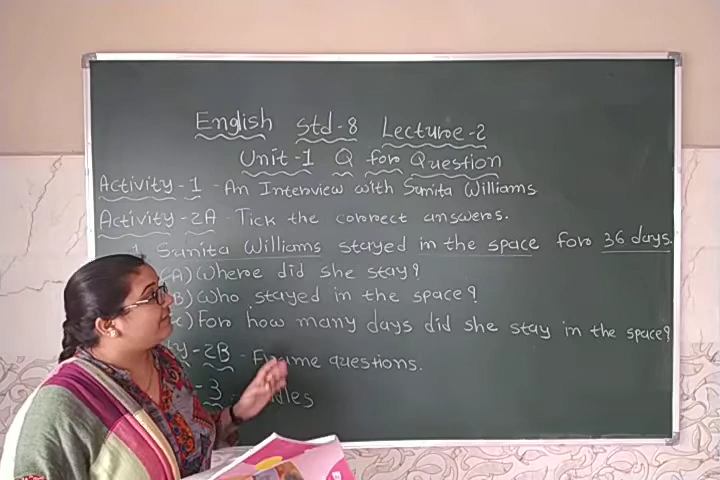 English std-8 Lecture-2
Unit-1 Q for Question
Activity-1 - An Interview with Sunita Williams
Activity-2A - Tick the correct answers.
1 Sunita Williams stayed in the space for 36 days.
A) Where did she stay?
B) Who stayed in the space?
c) For how many days did she stay in the space?
-2B - Frame questions.
-3